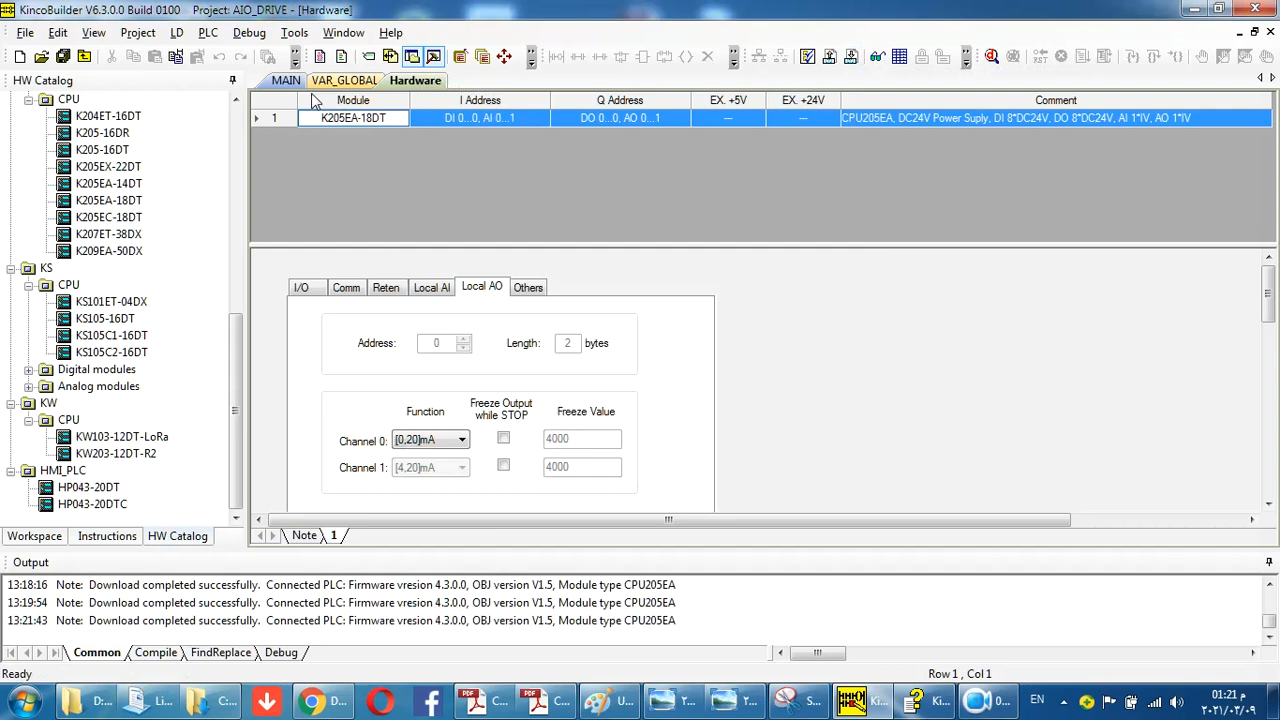 KincoBuilder V6.3.0.0 Build 0100    Project: AIO_DRIVE - [Hardware]
File Edit View Project LD PLC Debug Tools Window Help
HW Catalog
MAIN VAR_GLOBAL Hardware
CPU
K204ET-16DT
K205-16DR
K205-16DT
K205EX-22DT
K205EA-14DT
K205EA-18DT
K205EC-18DT
K207ET-38DX
K209EA-50DX
KS
CPU
KS101ET-04DX
KS105-16DT
KS105C1-16DT
KS105C2-16DT
Digital modules
Analog modules
KW
CPU
KW103-12DT-LoRa
KW203-12DT-R2
HMI_PLC
HP043-20DT
HP043-20DTC
Workspace Instructions HW Catalog
Module I Address Q Address EX. +5V EX. +24V Comment
1 K205EA-18DT DI 0...0, AI 0...1 DO 0...0, AO 0...1 --- --- CPU205EA, DC24V Power Suply, DI 8*DC24V, DO 8*DC24V, AI 1*IV, AO 1*IV
I/O Comm Reten Local AI Local AO Others
Address: 0 Length: 2 bytes
Function Freeze Output while STOP Freeze Value
Channel 0: [0,20]mA 4000
Channel 1: [4,20]mA 4000
Note 1
Output
13:18:16 Note: Download completed successfully. Connected PLC: Firmware vresion 4.3.0.0, OBJ version V1.5, Module type CPU205EA
13:19:54 Note: Download completed successfully. Connected PLC: Firmware vresion 4.3.0.0, OBJ version V1.5, Module type CPU205EA
13:21:43 Note: Download completed successfully. Connected PLC: Firmware vresion 4.3.0.0, OBJ version V1.5, Module type CPU205EA
Common Compile FindReplace Debug
Ready Row 1 , Col 1
D:... Li... C:... D... C... C... U... Y... Y... S... Ki... Ki... 0... EN م 01:21
٢٠٢١/٠٣/٠٩